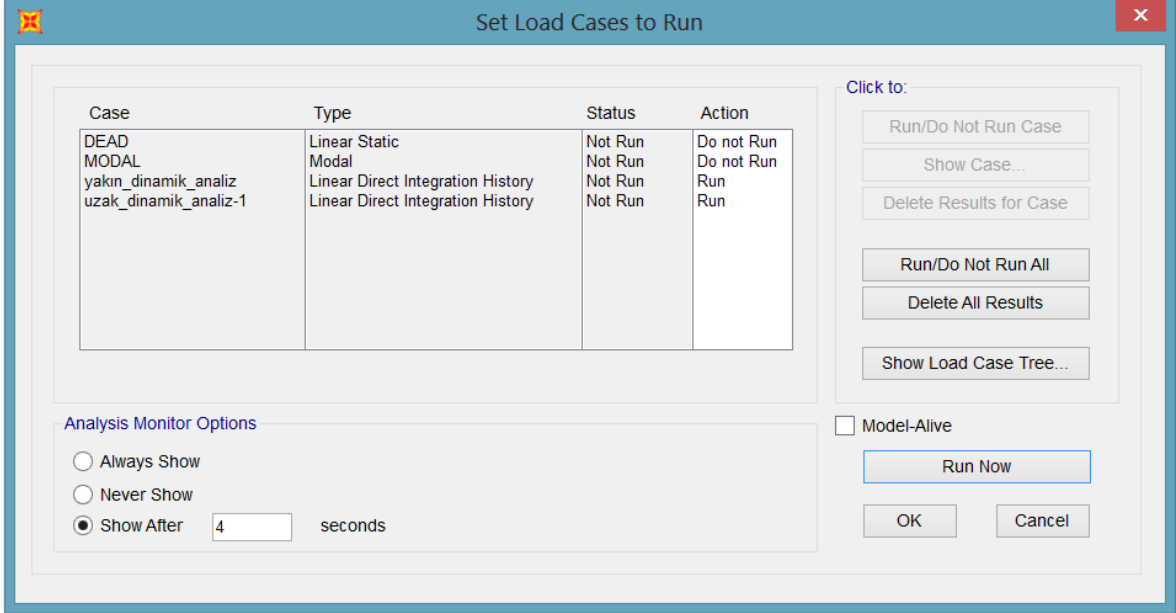 Set Load Cases to Run
Click to:
Case Type Status Action
DEAD Linear Static Not Run Do not Run
MODAL Modal Not Run Do not Run
yakın_dinamik_analiz Linear Direct Integration History Not Run Run
uzak_dinamik_analiz-1 Linear Direct Integration History Not Run Run
Run/Do Not Run Case
Show Case...
Delete Results for Case
Run/Do Not Run All
Delete All Results
Show Load Case Tree...
Analysis Monitor Options
Always Show
Never Show
Show After 4 seconds
Model-Alive
Run Now
OK Cancel